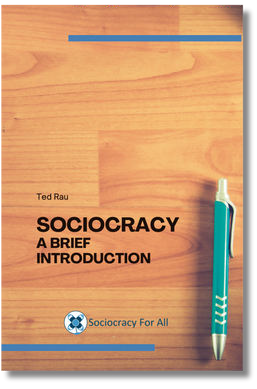 Ted Rau
SOCIOCRACY
A BRIEF
INTRODUCTION
Sociocracy For All